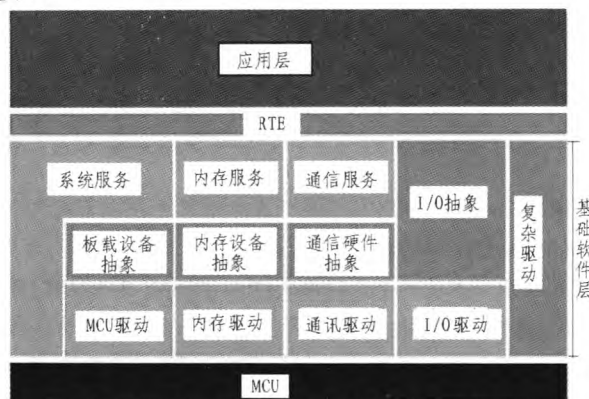 应用层
RTE
系统服务
内存服务
通信服务
I/O抽象
复杂驱动
基础软件层
板载设备
抽象
内存设备
抽象
通信硬件
抽象
MCU驱动
内存驱动
通讯驱动
I/O驱动
MCU